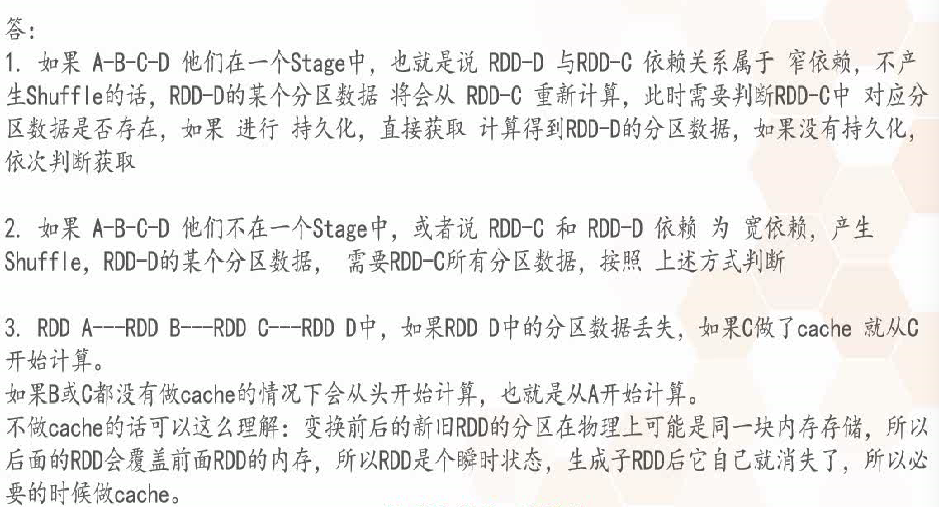 答：
1. 如果 A-B-C-D 他们在一个Stage中，也就是说 RDD-D 与RDD-C 依赖关系属于 窄依赖，不产
生Shuffle的话，RDD-D的某个分区数据 将会从 RDD-C 重新计算，此时需要判断RDD-C中 对应分
区数据是否存在，如果 进行 持久化，直接获取 计算得到RDD-D的分区数据，如果没有持久化，
依次判断获取
2. 如果 A-B-C-D 他们不在一个Stage中，或者说 RDD-C 和 RDD-D 依赖 为 宽依赖，产生
Shuffle，RDD-D的某个分区数据， 需要RDD-C所有分区数据，按照 上述方式判断
3. RDD A---RDD B---RDD C---RDD D中，如果RDD D中的分区数据丢失，如果C做了cache 就从C
开始计算。
如果B或C都没有做cache的情况下会从头开始计算，也就是从A开始计算。
不做cache的话可以这么理解：变换前后的新旧RDD的分区在物理上可能是同一块内存存储，所以
后面的RDD会覆盖前面RDD的内存，所以RDD是个瞬时状态，生成子RDD后它自己就消失了，所以必
要的时候做cache。